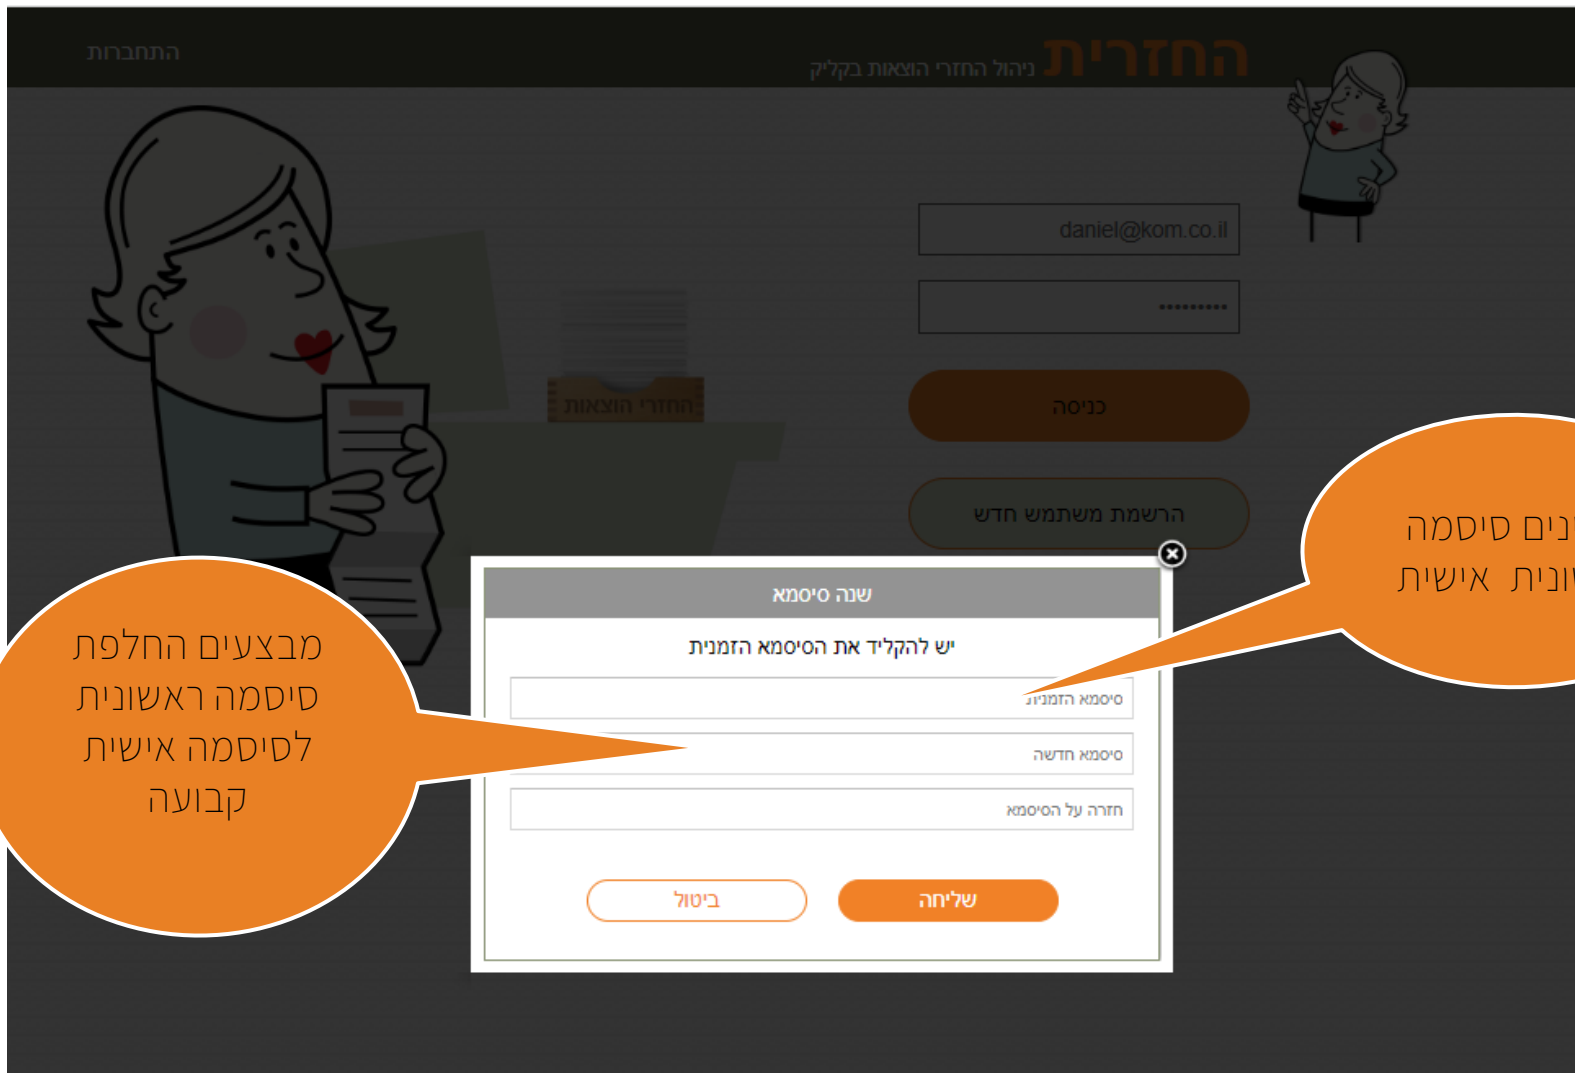 החזרית ניהול החזרי הוצאות בקליק
התחברות
daniel@kom.co.il
כניסה
החזרי הוצאות
הרשמת משתמש חדש
סיסמה
אישית
שנה סיסמא
יש להקליד את הסיסמא הזמנית
סיסמא הזמנית
סיסמא חדשה
חזרה על הסיסמא
שליחה
ביטול
מבצעים החלפת
סיסמה ראשונית
לסיסמה אישית
קבועה